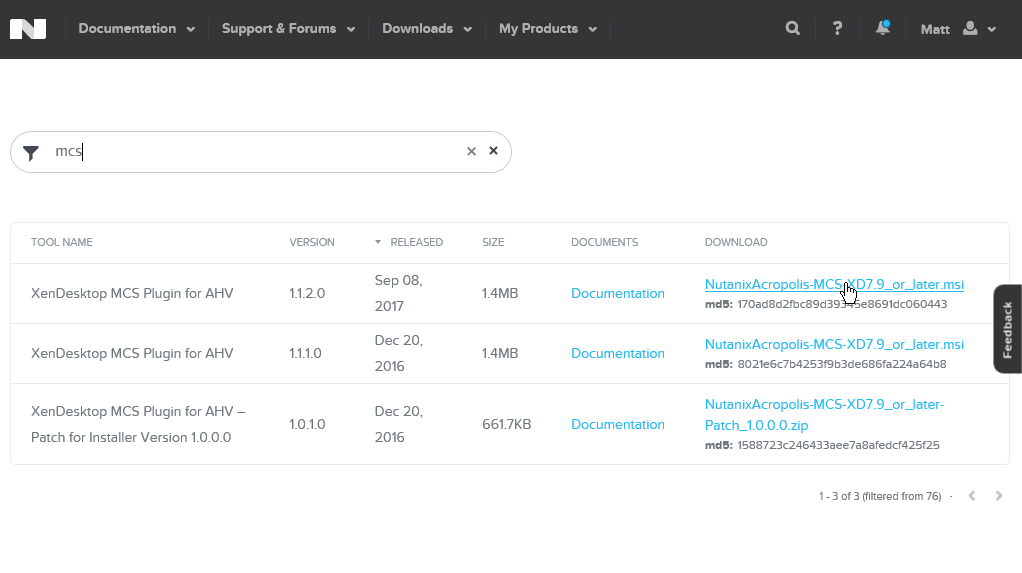 Documentation Support & Forums Downloads My Products ? Matt
mcs
TOOL NAME VERSION RELEASED SIZE DOCUMENTS DOWNLOAD
XenDesktop MCS Plugin for AHV 1.1.2.0 Sep 08, 2017 1.4MB Documentation NutanixAcropolis-MCS-XD7.9_or_later.msi
md5:
XenDesktop MCS Plugin for AHV 1.1.1.0 Dec 20, 2016 1.4MB Documentation NutanixAcropolis-MCS-XD7.9_or_later.msi
md5: 8021e6c7b4253f9b3de686fa224a64b8
XenDesktop MCS Plugin for AHV –
Patch for Installer Version 1.0.0.0 1.0.1.0 Dec 20, 2016 661.7KB Documentation NutanixAcropolis-MCS-XD7.9_or_later-
Patch_1.0.0.0.zip
md5: 1588723c246433aee7a8afedcf425f25
1 - 3 of 3 (filtered from 76)
Feedback